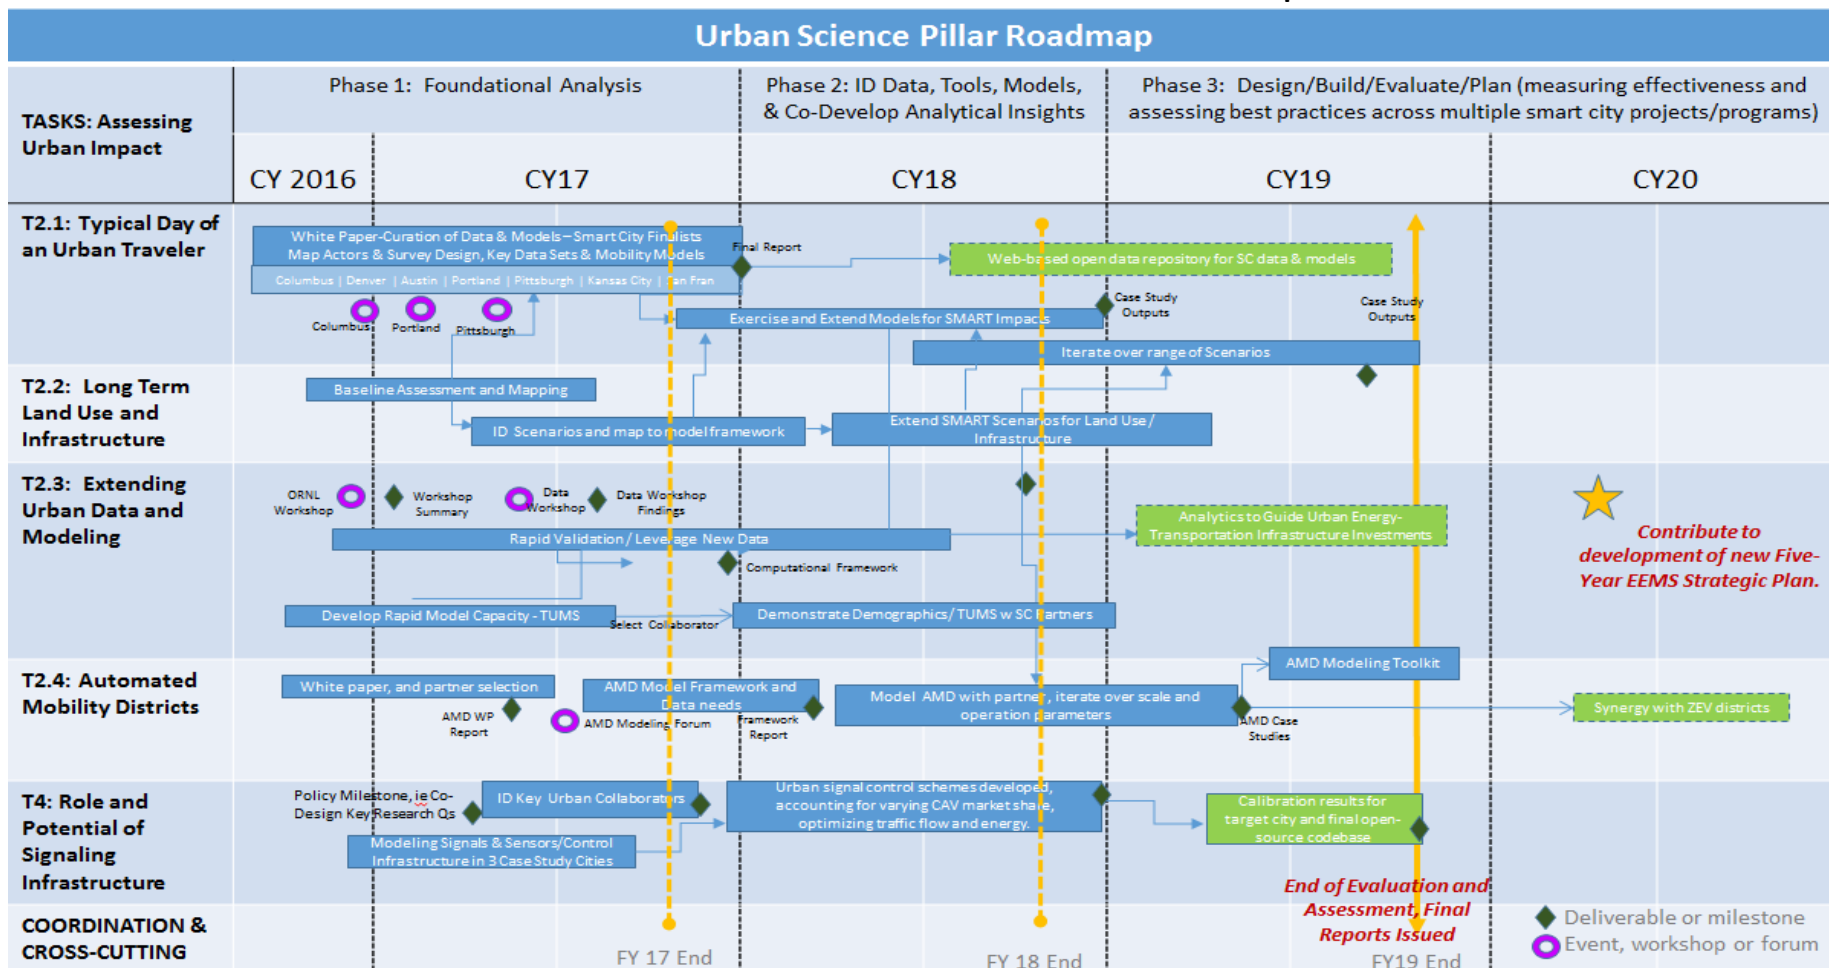 Urban Science Pillar Roadmap
TASKS: Assessing
Urban Impact
Phase 1: Foundational Analysis
Phase 2: ID Data, Tools, Models,
& Co-Develop Analytical Insights
Phase 3: Design/Build/Evaluate/Plan (measuring effectiveness and
assessing best practices across multiple smart city projects/programs)
CY 2016
CY17
CY18
CY19
CY20
T2.1: Typical Day of
an Urban Traveler
White Paper-Curation of Data & Models–Smart City Finalists
Map Actors & Survey Design, Key Data Sets & Mobility Models
Columbus | Denver | Austin | Portland | Pittsburgh | Kansas City | San Fran
Final Report
Web-based open data repository for SC data & models
Columbus
Portland
Pittsburgh
Exercise and Extend Models for SMART Impacts
Case Study
Outputs
Case Study
Outputs
Iterate over range of Scenarios
T2.2: Long Term
Land Use and
Infrastructure
Baseline Assessment and Mapping
ID Scenarios and map to model framework
Extend SMART Scenarios for Land Use /
Infrastructure
T2.3: Extending
Urban Data and
Modeling
ORNL
Workshop
Workshop
Summary
Data
Workshop
Data Workshop
Findings
Rapid Validation / Leverage New Data
Analytics to Guide Urban Energy-
Transportation Infrastructure Investments
Computational Framework
Contribute to
development of new Five-
Year EEMS Strategic Plan.
Develop Rapid Model Capacity - TUMS
Select Collaborator
Demonstrate Demographics/ TUMS w SC Partners
T2.4: Automated
Mobility Districts
White paper, and partner selection
AMD WP
Report
AMD Model Framework and
Data needs
AMD Modeling Forum
Framework
Report
Model AMD with partner, iterate over scale and
operation parameters
AMD Modeling Toolkit
AMD Case
Studies
Synergy with ZEV districts
T4: Role and
Potential of
Signaling
Infrastructure
Policy Milestone, ie Co-
Design Key Research Qs
ID Key Urban Collaborators
Modeling Signals & Sensors/Control
Infrastructure in 3 Case Study Cities
Urban signal control schemes developed,
accounting for varying CAV market share,
optimizing traffic flow and energy.
Calibration results for
target city and final open-
source codebase
End of Evaluation and
Assessment, Final
Reports Issued
COORDINATION &
CROSS-CUTTING
FY 17 End
FY 18 End
FY19 End
Deliverable or milestone
Event, workshop or forum